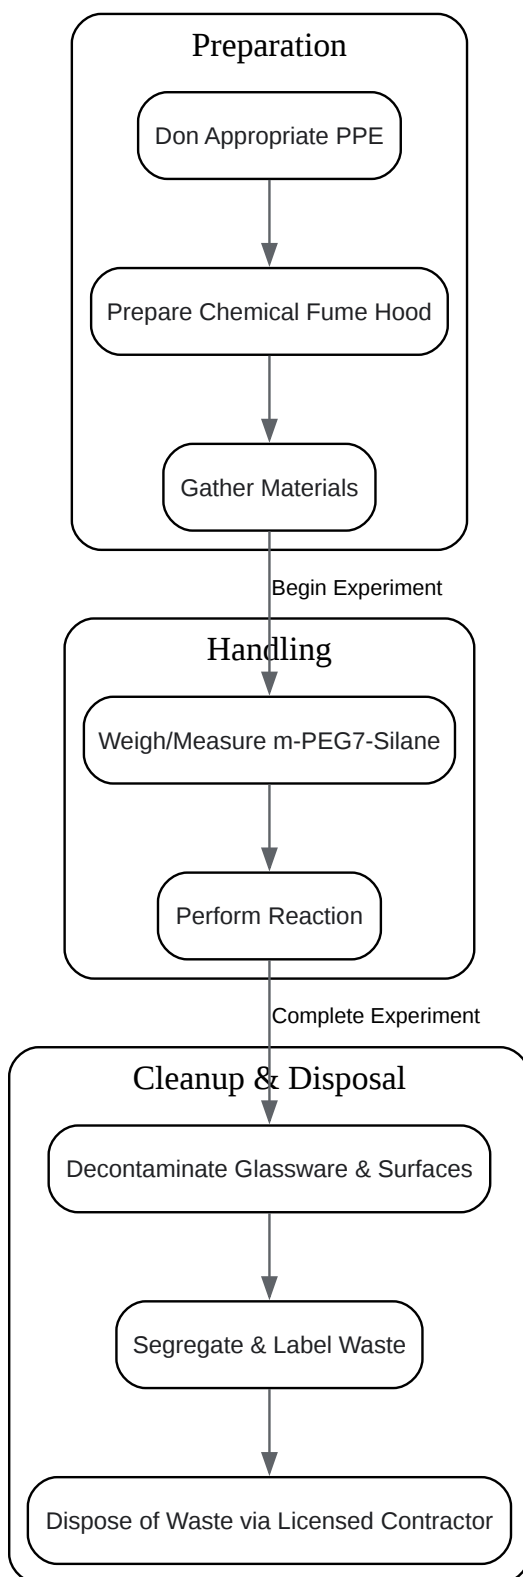 Preparation
Don Appropriate PPE
Prepare Chemical Fume Hood
Gather Materials
Begin Experiment
Handling
Weigh/Measure m-PEG7-Silane
Perform Reaction
Complete Experiment
Cleanup & Disposal
Decontaminate Glassware & Surfaces
Segregate & Label Waste
Dispose of Waste via Licensed Contractor